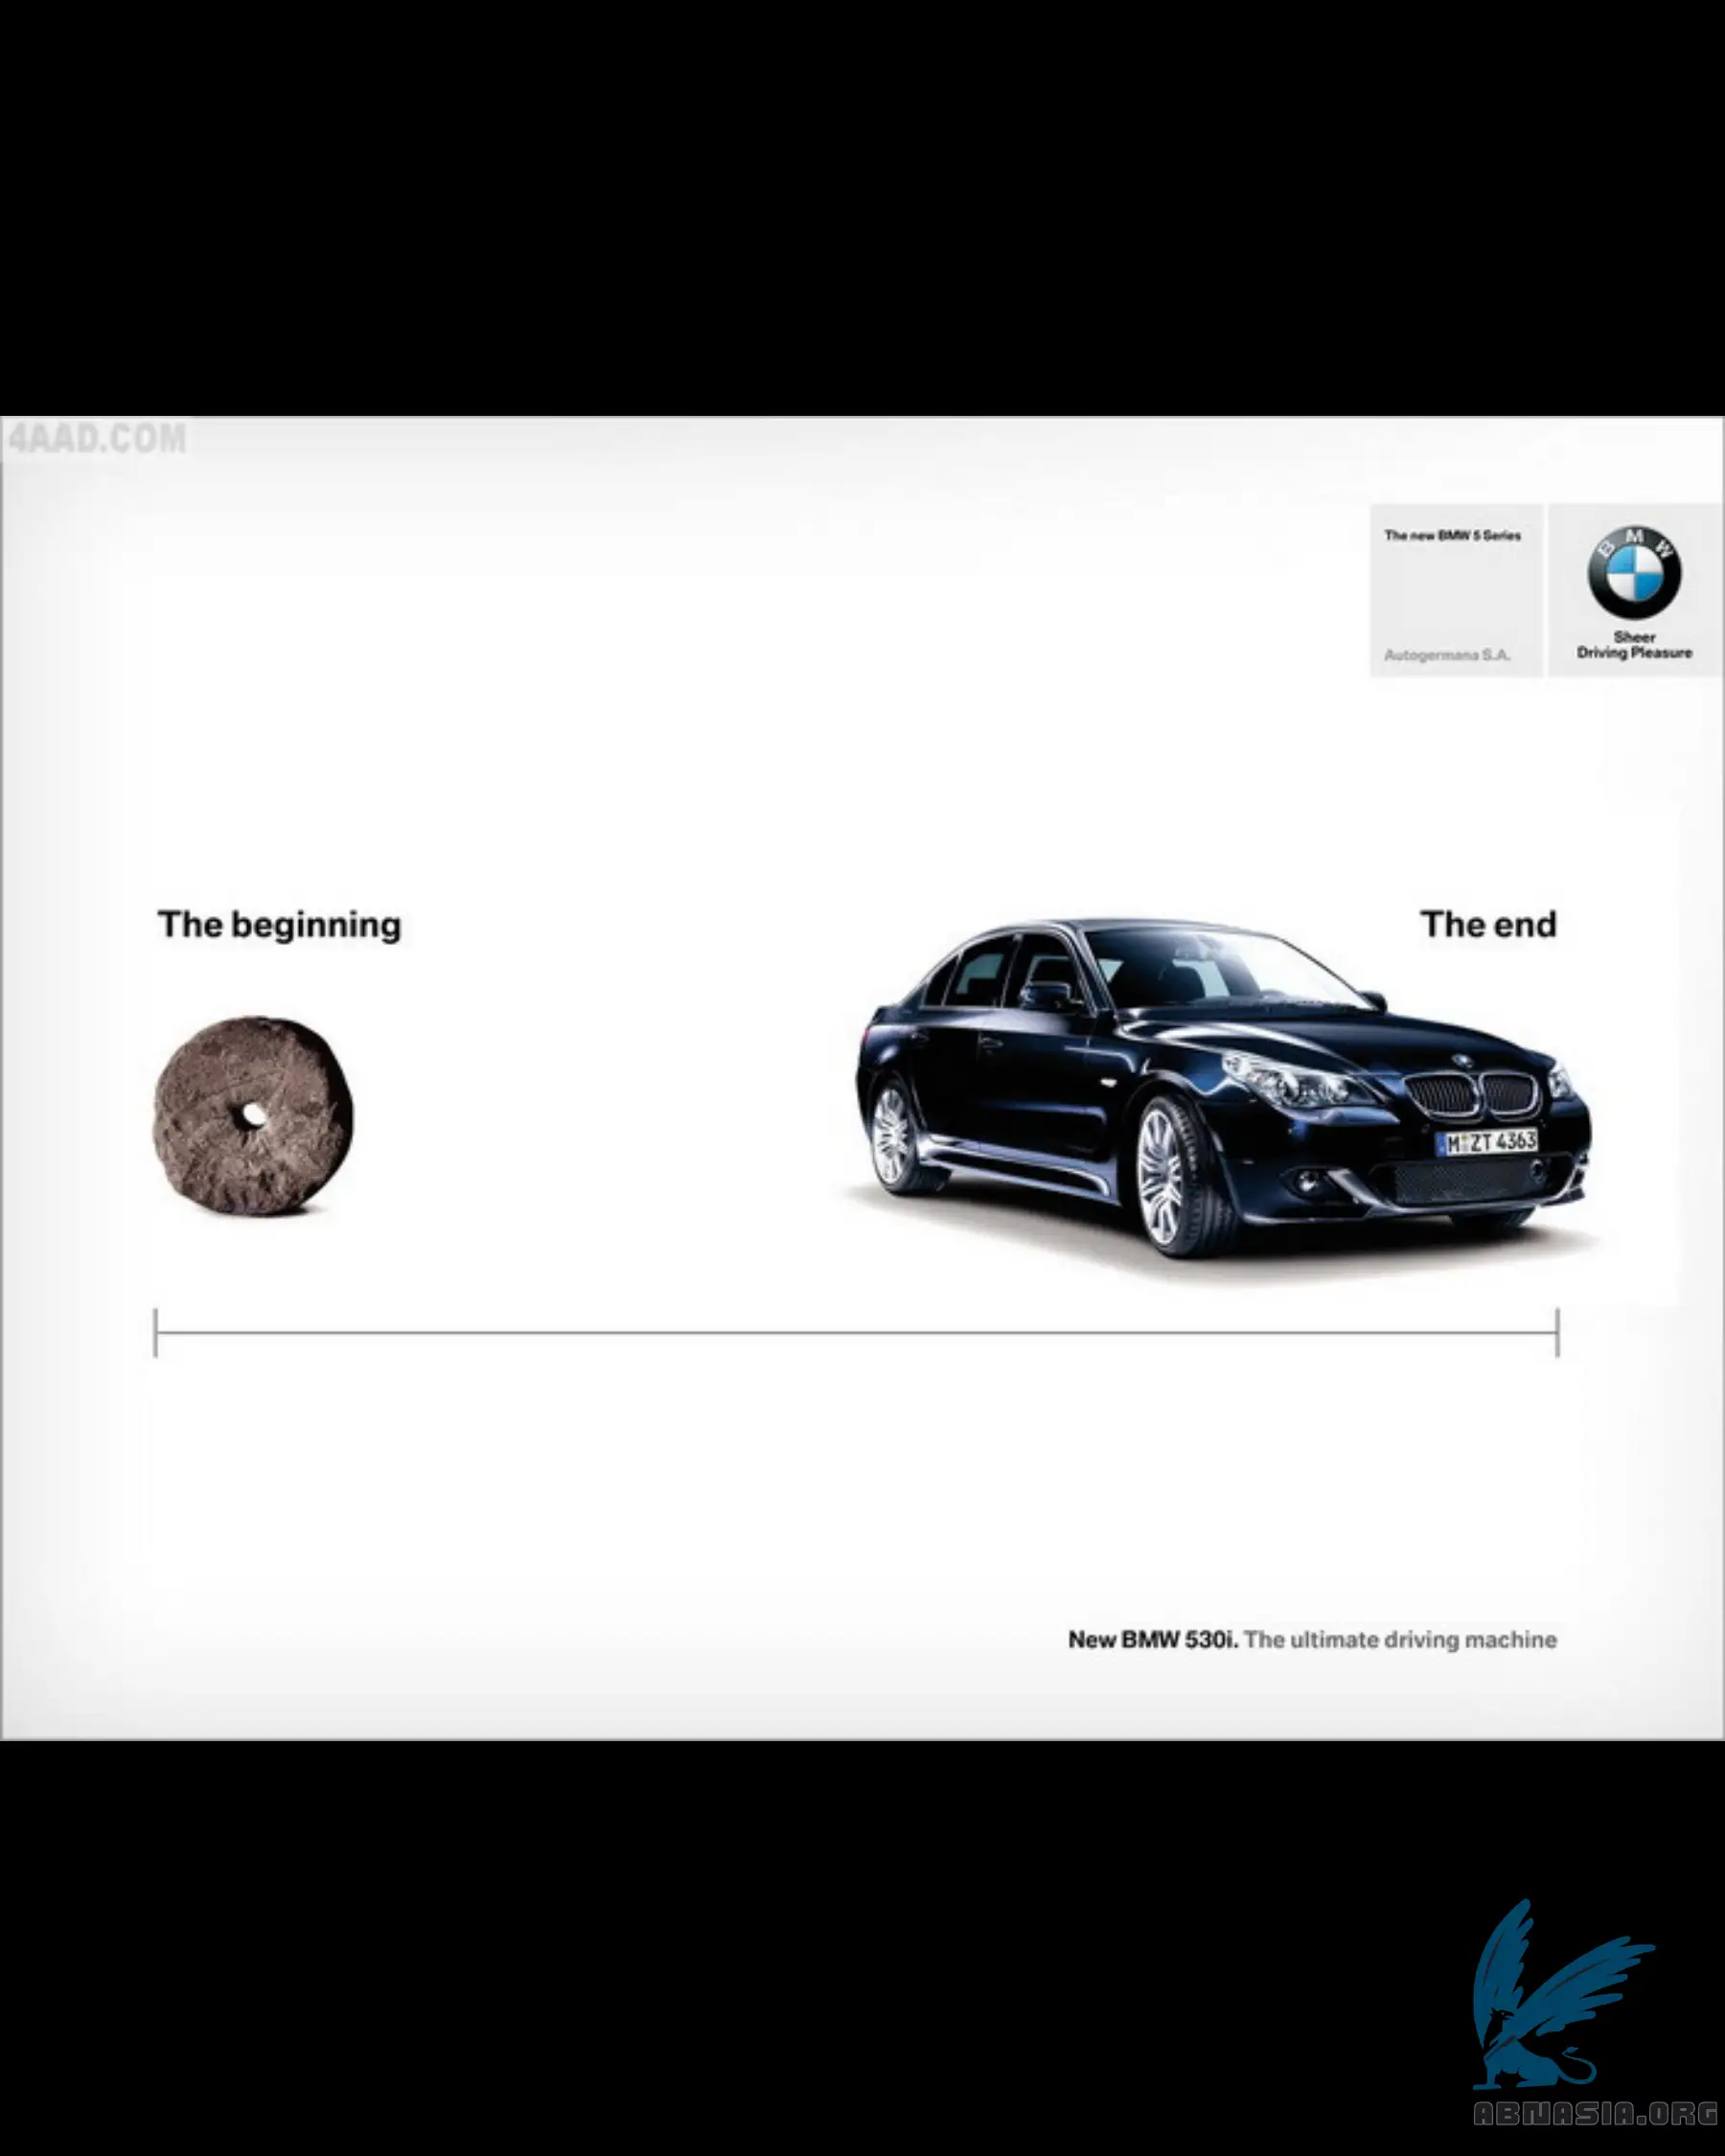 4AAD.COM
The new BMW 5 Series
Autogermana S.A.
BMW
Sheer
Driving Pleasure
The beginning
The end
M ZT 4363
New BMW 530i. The ultimate driving machine
ABNASIA.ORG